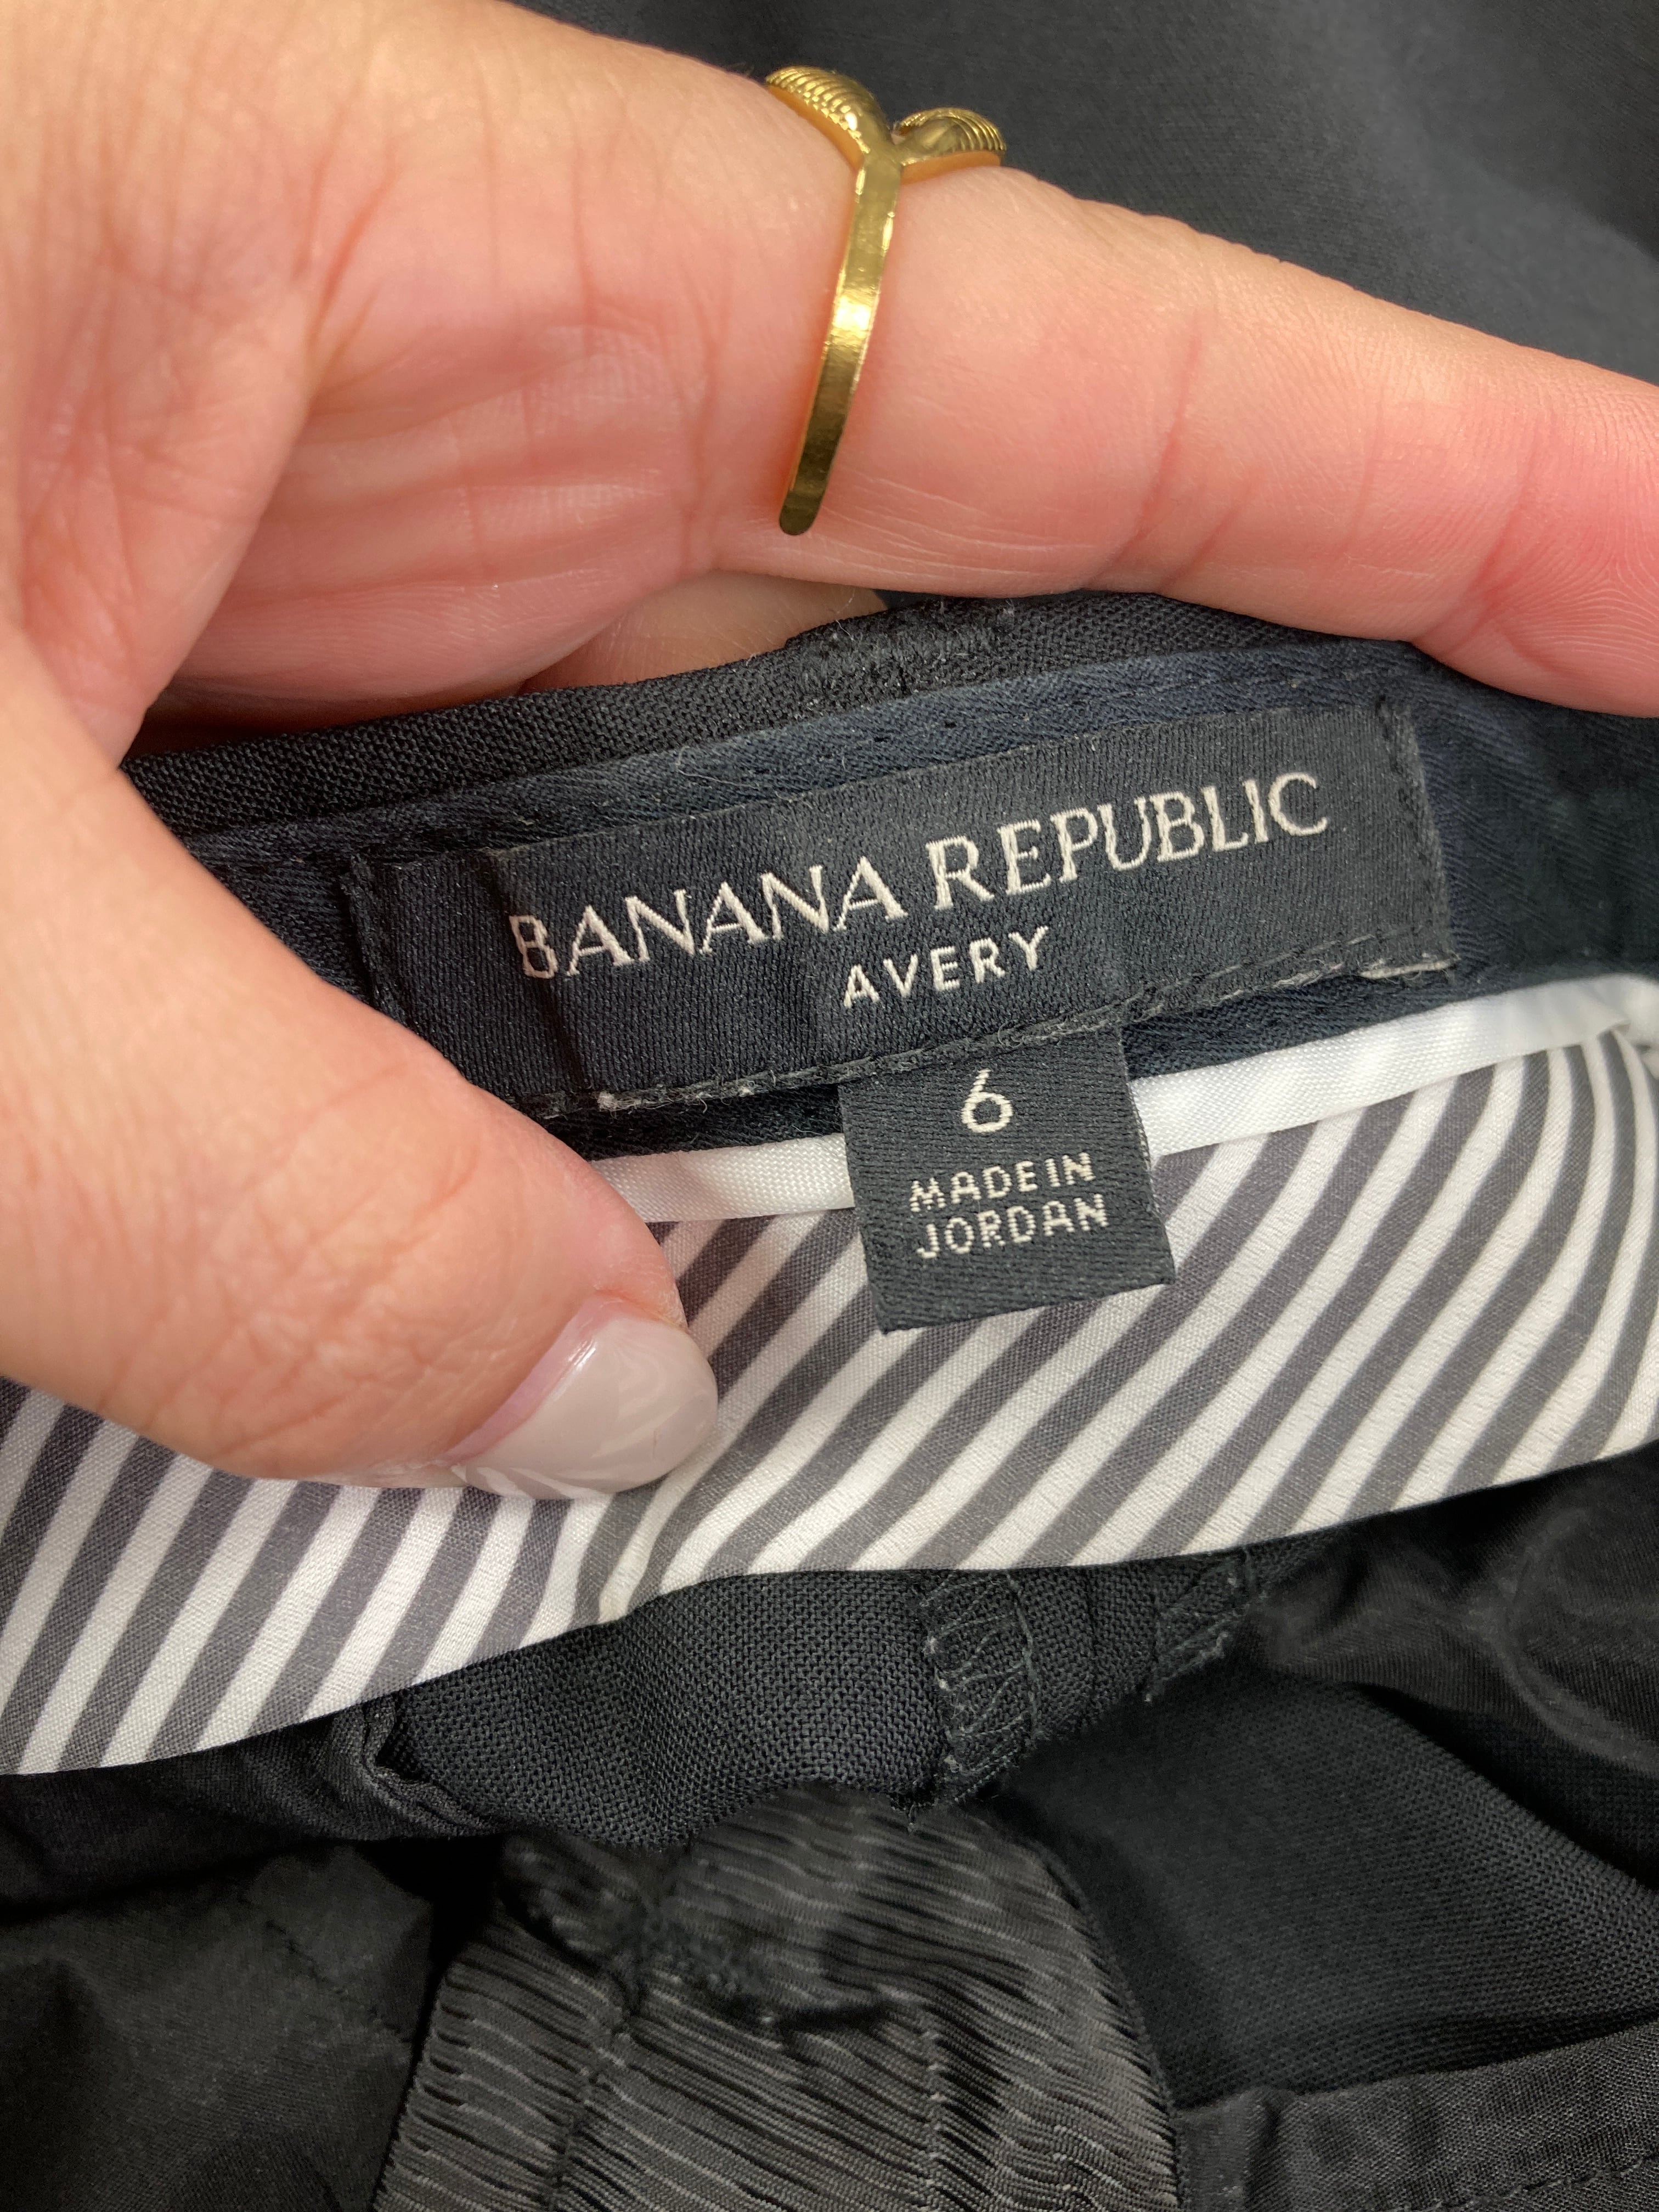 BANANA REPUBLIC
AVERY
6
MADE IN
JORDAN